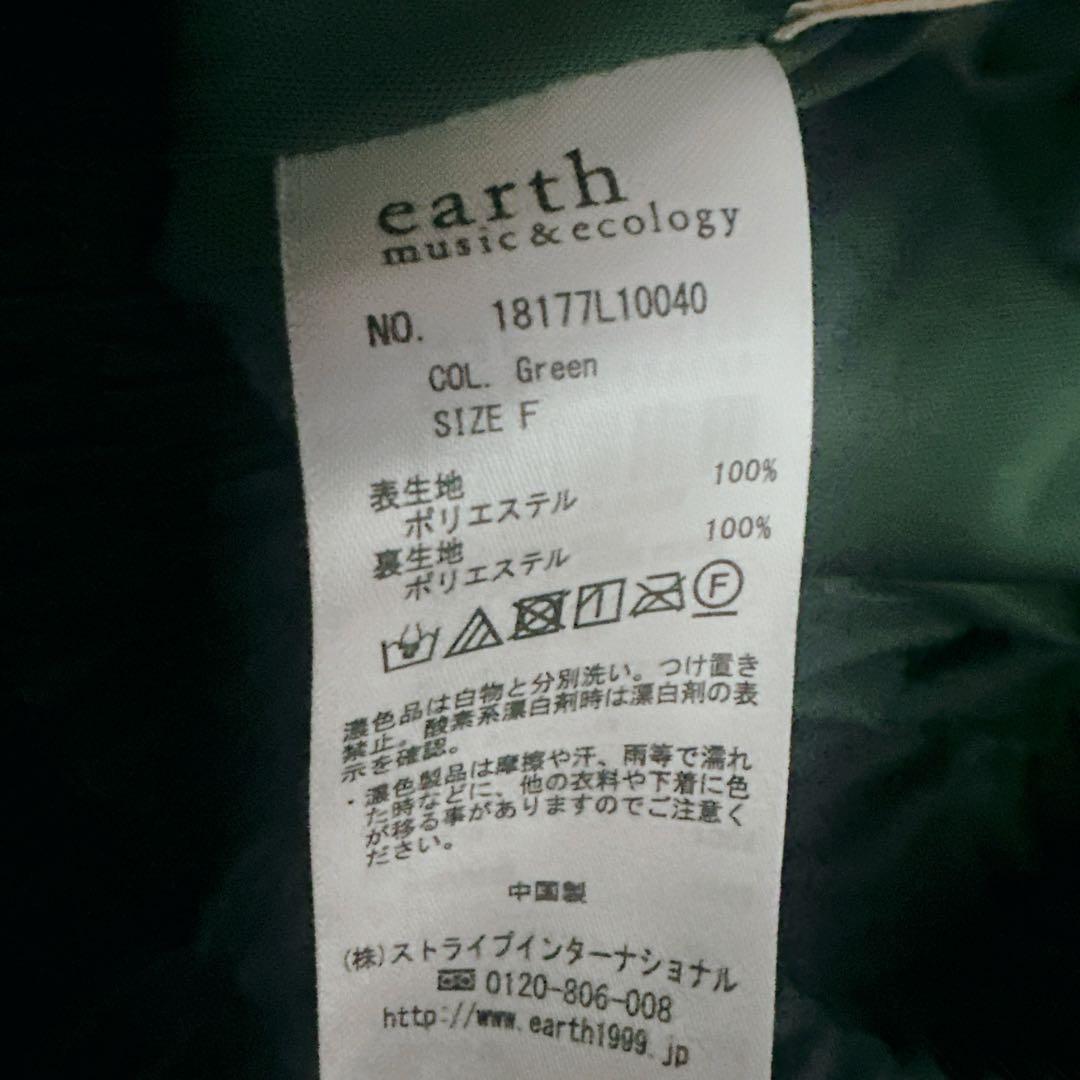 earth
music & ecology
NO. 18177L10040
COL. Green
SIZE F
表生地
ポリエステル 100%
裏生地
ポリエステル 100%
F
濃色品は白物と分別洗い。つけ置き
禁止。酸素系漂白剤時は漂白剤の表
示を確認。
・濃色製品は摩擦や汗、雨等で濡れ
た時などに、他の衣料や下着に色
が移る事がありますのでご注意く
ださい。
中国製
(株)ストライプインターナショナル
0120-806-008
http://www.earth1999.jp